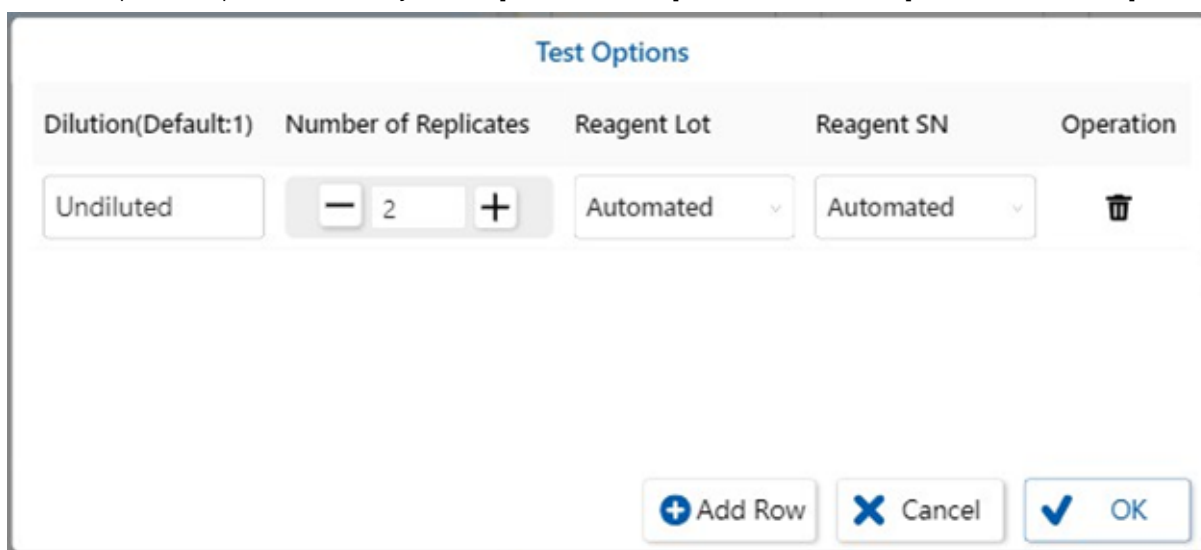 Test Options
Dilution(Default:1) Number of Replicates Reagent Lot Reagent SN Operation
Undiluted 2 Automated Automated
Add Row Cancel OK